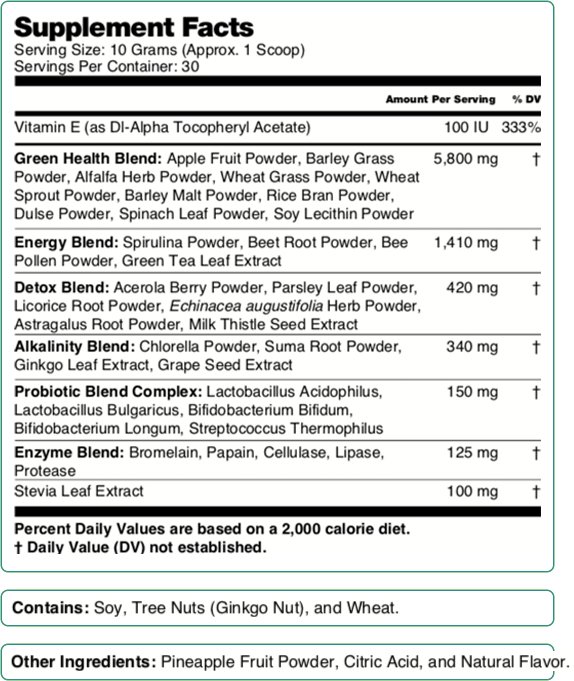 Supplement Facts
Serving Size: 10 Grams (Approx. 1 Scoop)
Servings Per Container: 30
Amount Per Serving % DV
Vitamin E (as Dl-Alpha Tocopheryl Acetate) 100 IU 333%
Green Health Blend: Apple Fruit Powder, Barley Grass 5,800 mg †
Powder, Alfalfa Herb Powder, Wheat Grass Powder, Wheat
Sprout Powder, Barley Malt Powder, Rice Bran Powder,
Dulse Powder, Spinach Leaf Powder, Soy Lecithin Powder
Energy Blend: Spirulina Powder, Beet Root Powder, Bee 1,410 mg †
Pollen Powder, Green Tea Leaf Extract
Detox Blend: Acerola Berry Powder, Parsley Leaf Powder, 420 mg †
Licorice Root Powder, Echinacea augustifolia Herb Powder,
Astragalus Root Powder, Milk Thistle Seed Extract
Alkalinity Blend: Chlorella Powder, Suma Root Powder, 340 mg †
Ginkgo Leaf Extract, Grape Seed Extract
Probiotic Blend Complex: Lactobacillus Acidophilus, 150 mg †
Lactobacillus Bulgaricus, Bifidobacterium Bifidum,
Bifidobacterium Longum, Streptococcus Thermophilus
Enzyme Blend: Bromelain, Papain, Cellulase, Lipase, 125 mg †
Protease
Stevia Leaf Extract 100 mg †
Percent Daily Values are based on a 2,000 calorie diet.
† Daily Value (DV) not established.
Contains: Soy, Tree Nuts (Ginkgo Nut), and Wheat.
Other Ingredients: Pineapple Fruit Powder, Citric Acid, and Natural Flavor.